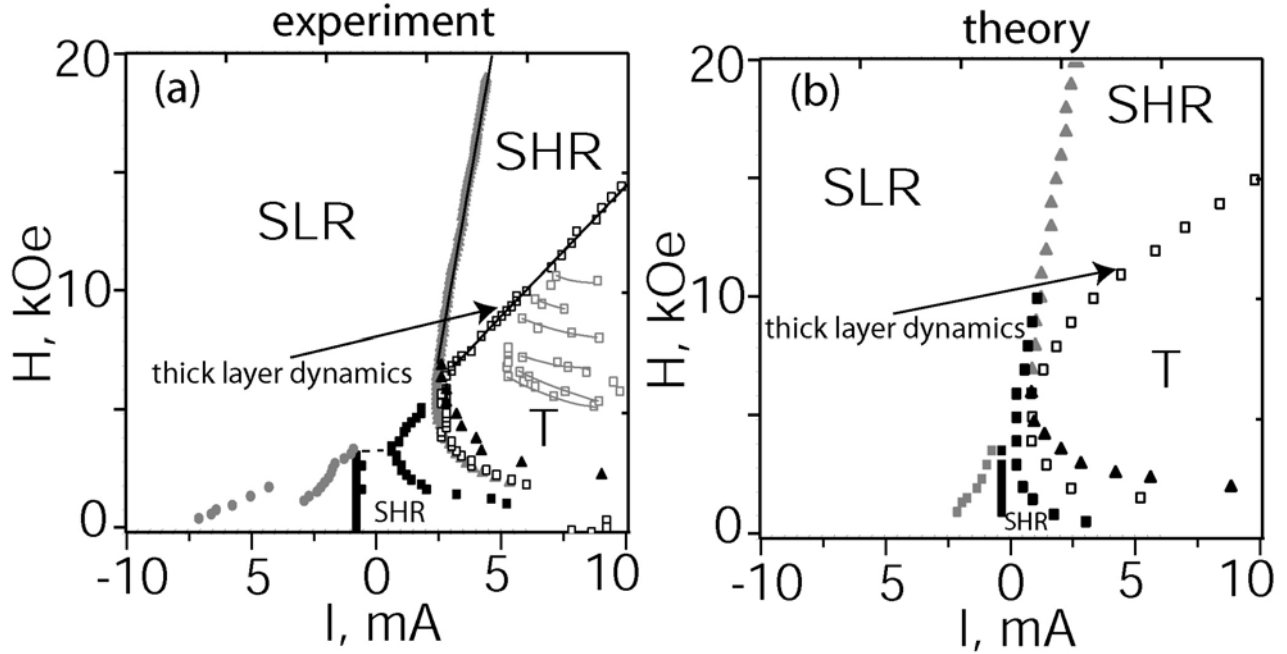 experiment
theory
20
(a)
SHR
SLR
10
H, kOe
thick layer dynamics
T
SHR
0
-10
5
0
5
10
I, mA
20
(b)
SHR
SLR
10
H, kOe
thick layer dynamics
T
SHR
0
-10
5
0
5
10
I, mA